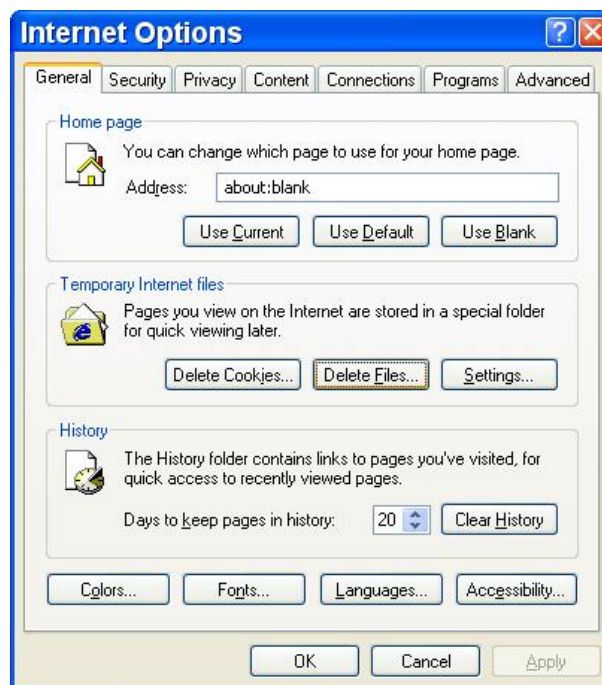 Internet Options
General Security Privacy Content Connections Programs Advanced
Home page
You can change which page to use for your home page.
Address: about:blank
Use Current Use Default Use Blank
Temporary Internet files
Pages you view on the Internet are stored in a special folder
for quick viewing later.
Delete Cookies... Delete Files... Settings...
History
The History folder contains links to pages you've visited, for
quick access to recently viewed pages.
Days to keep pages in history: 20 Clear History
Colors... Fonts... Languages... Accessibility...
OK Cancel Apply